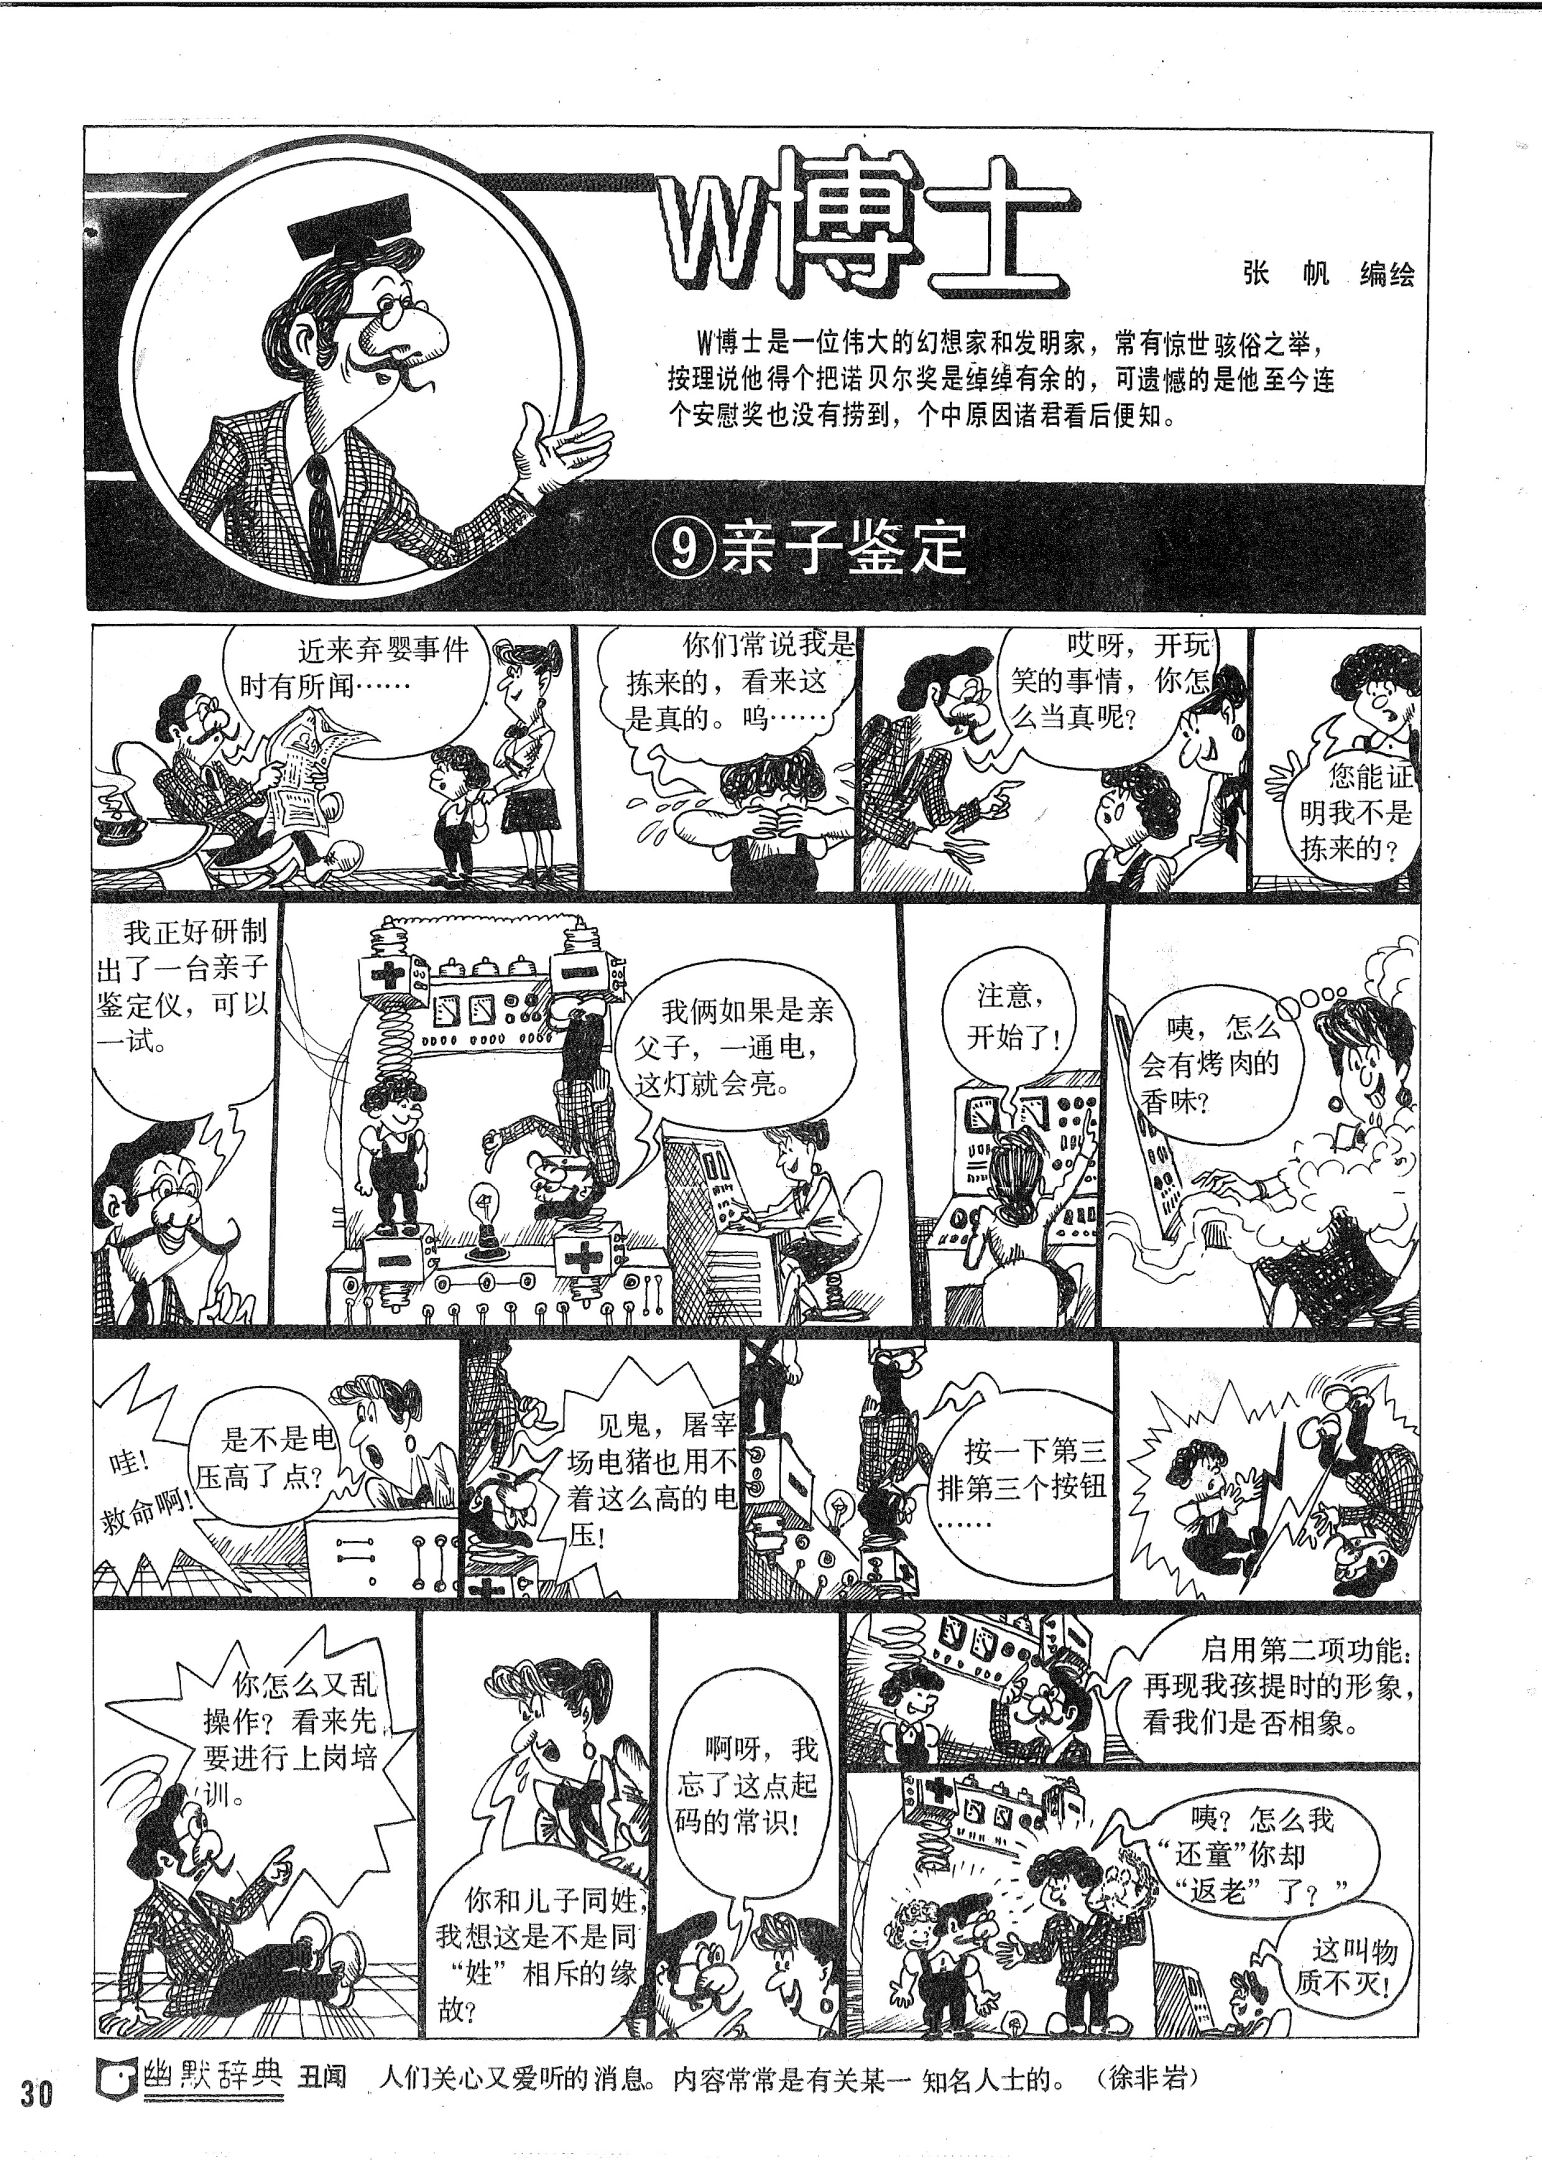 W博士
张 帆 编绘
W博士是一位伟大的幻想家和发明家，常有惊世骇俗之举，
按理说他得个把诺贝尔奖是绰绰有余的，可遗憾的是他至今连
个安慰奖也没有捞到，个中原因诸君看后便知。
⑨亲子鉴定
近来弃婴事件
时有所闻……
你们常说我是
拣来的，看来这
是真的。呜……
哎呀，开玩
笑的事情，你怎
么当真呢？
您能证
明我不是
拣来的？
我正好研制
出了一台亲子
鉴定仪，可以
一试。
我俩如果是亲
父子，一通电，
这灯就会亮。
注意，
开始了！
咦，怎么
会有烤肉的
香味？
哇！
救命啊！
是不是电
压高了点？
见鬼，屠宰
场电猪也用不
着这么高的电
压！
按一下第三
排第三个按钮
……
你怎么又乱
操作？看来先
要进行上岗培
训。
你和儿子同姓，
我想这是不是同
“姓”相斥的缘
故？
啊呀，我
忘了这点起
码的常识！
启用第二项功能：
再现我孩提时的形象，
看我们是否相象。
咦？怎么我
“还童”你却
“返老”了？”
这叫物
质不灭！
幽默辞典 丑闻 人们关心又爱听的消息。内容常常是有关某一知名人士的。（徐非岩）
30